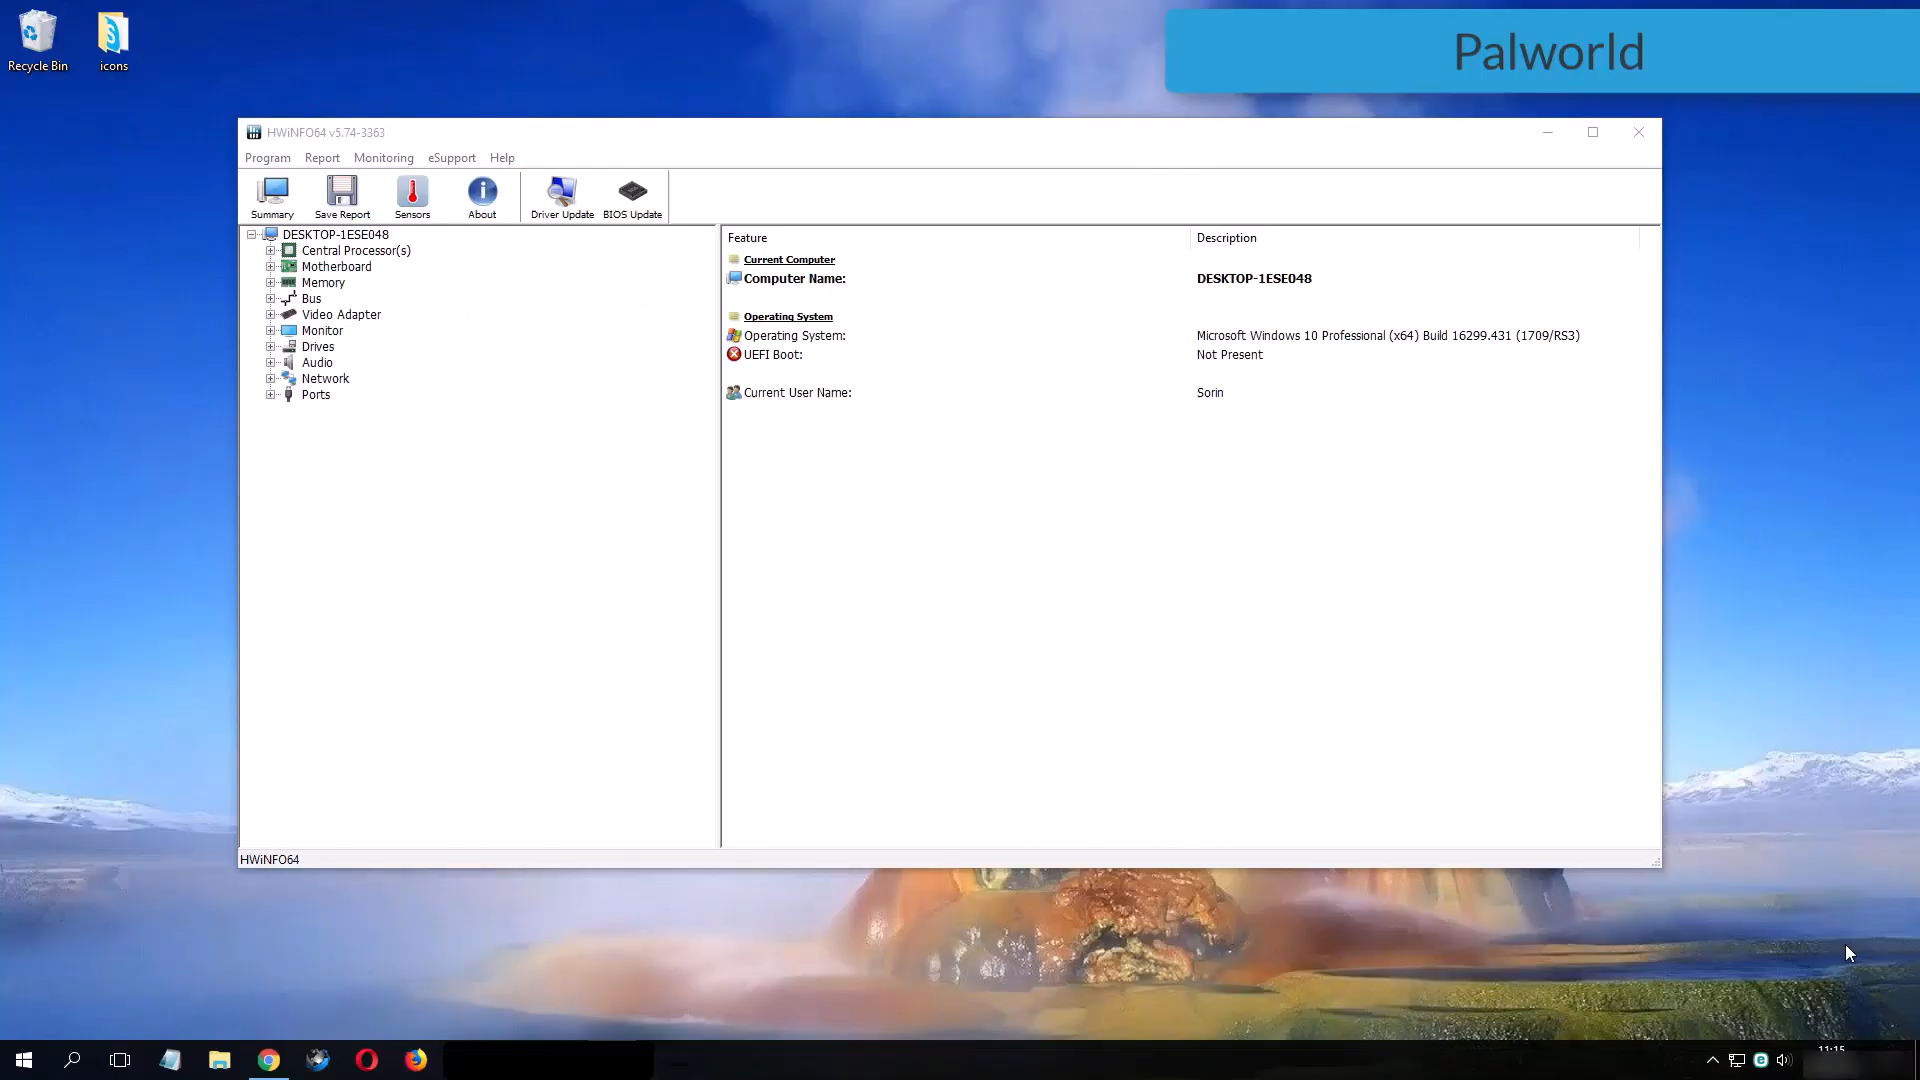 Recycle Bin
icons
Palworld
HWiNFO64 v5.74-3363
Program Report Monitoring eSupport Help
Summary Save Report Sensors About Driver Update BIOS Update
DESKTOP-1ESE048
Central Processor(s)
Motherboard
Memory
Bus
Video Adapter
Monitor
Drives
Audio
Network
Ports
Feature Description
Current Computer
Computer Name: DESKTOP-1ESE048
Operating System
Operating System: Microsoft Windows 10 Professional (x64) Build 16299.431 (1709/RS3)
UEFI Boot: Not Present
Current User Name: Sorin
HWiNFO64
11:15